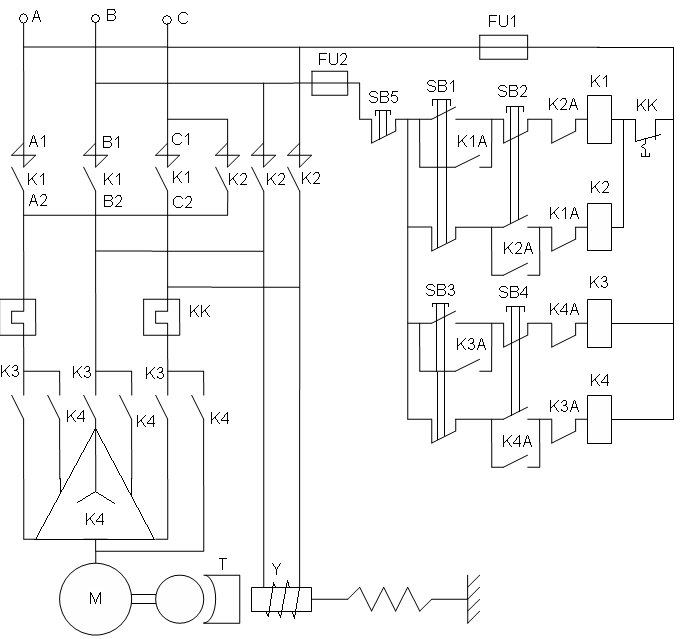 A B C FU1
FU2
SB5 SB1 SB2 K2A K1 KK
A1 B1 C1 K1A
K1 K1 K1 K2 K2 K2
A2 B2 C2
K2
K1A
K2A
SB3 SB4 K4A K3
KK
K3A
K3 K3 K3
K3A K4
K4 K4 K4
K4A
K4
T Y
M